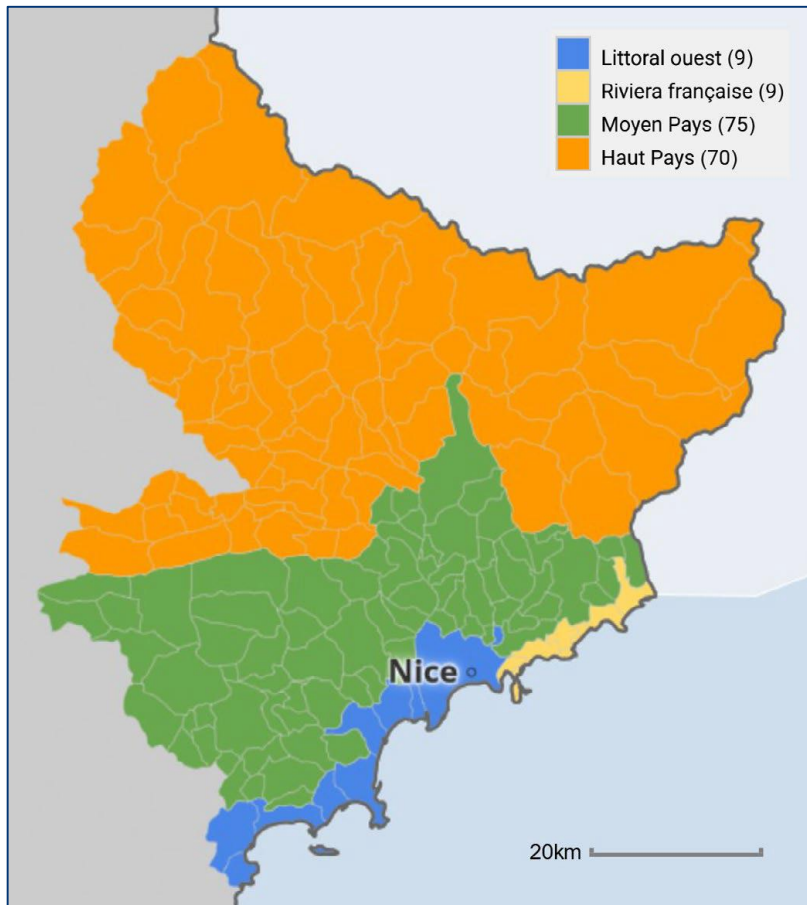 Littoral ouest (9)
Riviera française (9)
Moyen Pays (75)
Haut Pays (70)
Nice
20km